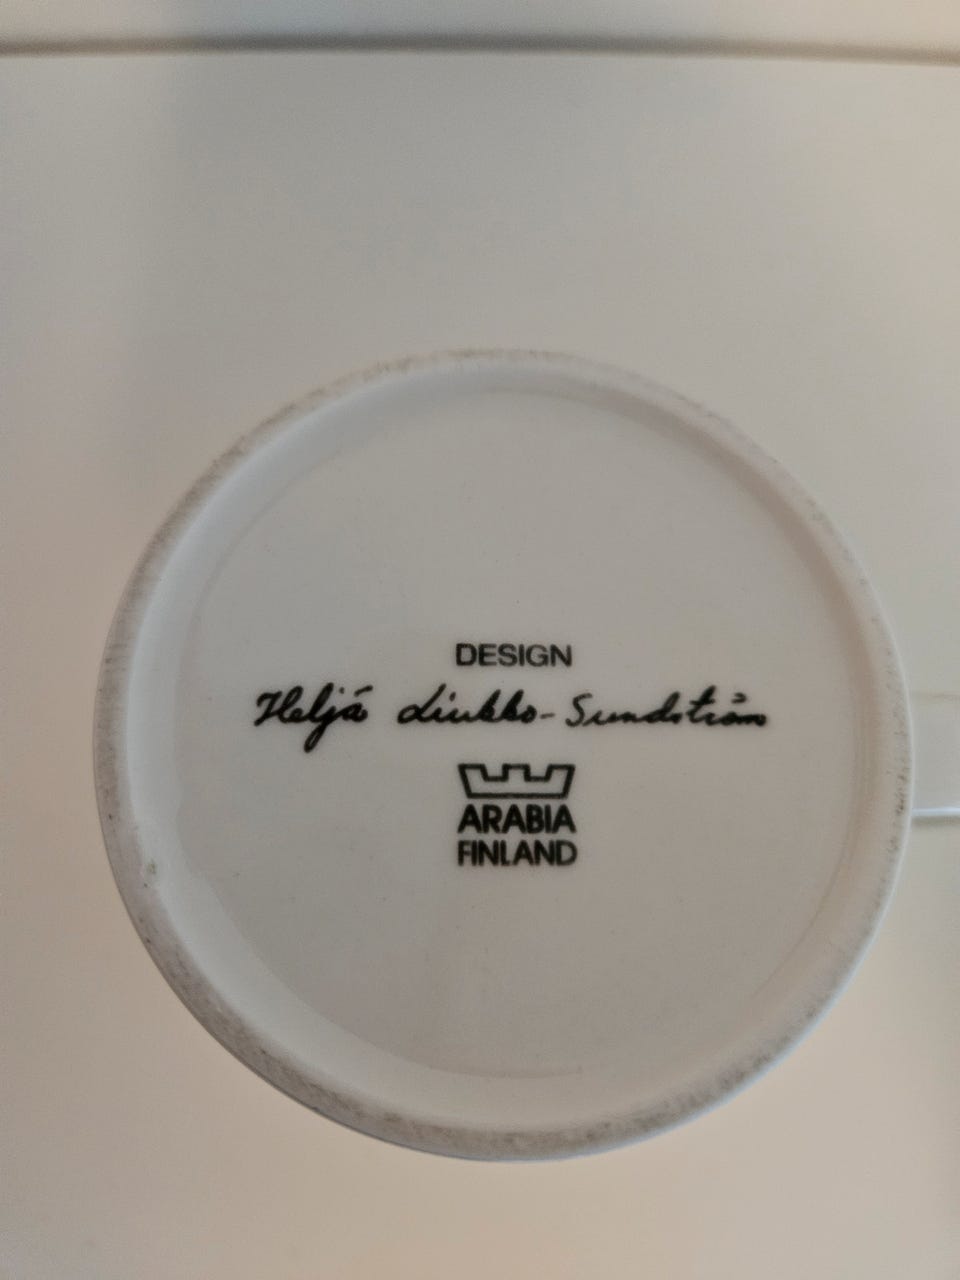 DESIGN
Heljä Liukko-Sundström
ARABIA
FINLAND